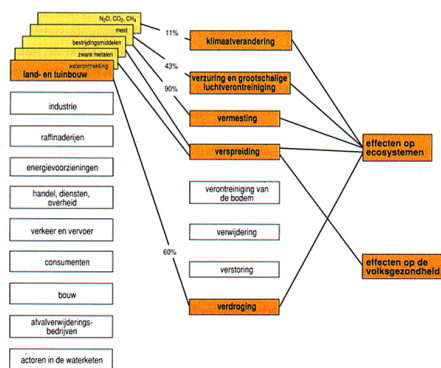 N₂O, CO₂, CH₄
mest
bestrijdingsmiddelen
zware metalen
wateronttrekking
land- en tuinbouw
industrie
raffinaderijen
energievoorzieningen
handel, diensten,
overheid
verkeer en vervoer
consumenten
bouw
afvalverwijderings-
bedrijven
actoren in de waterketen
11%
43%
90%
60%
klimaatverandering
verzuring en grootschalige
luchtverontreiniging
vermesting
verspreiding
verontreiniging van
de bodem
verwijdering
verstoring
verdroging
effecten op
ecosystemen
effecten op de
volksgezondheid